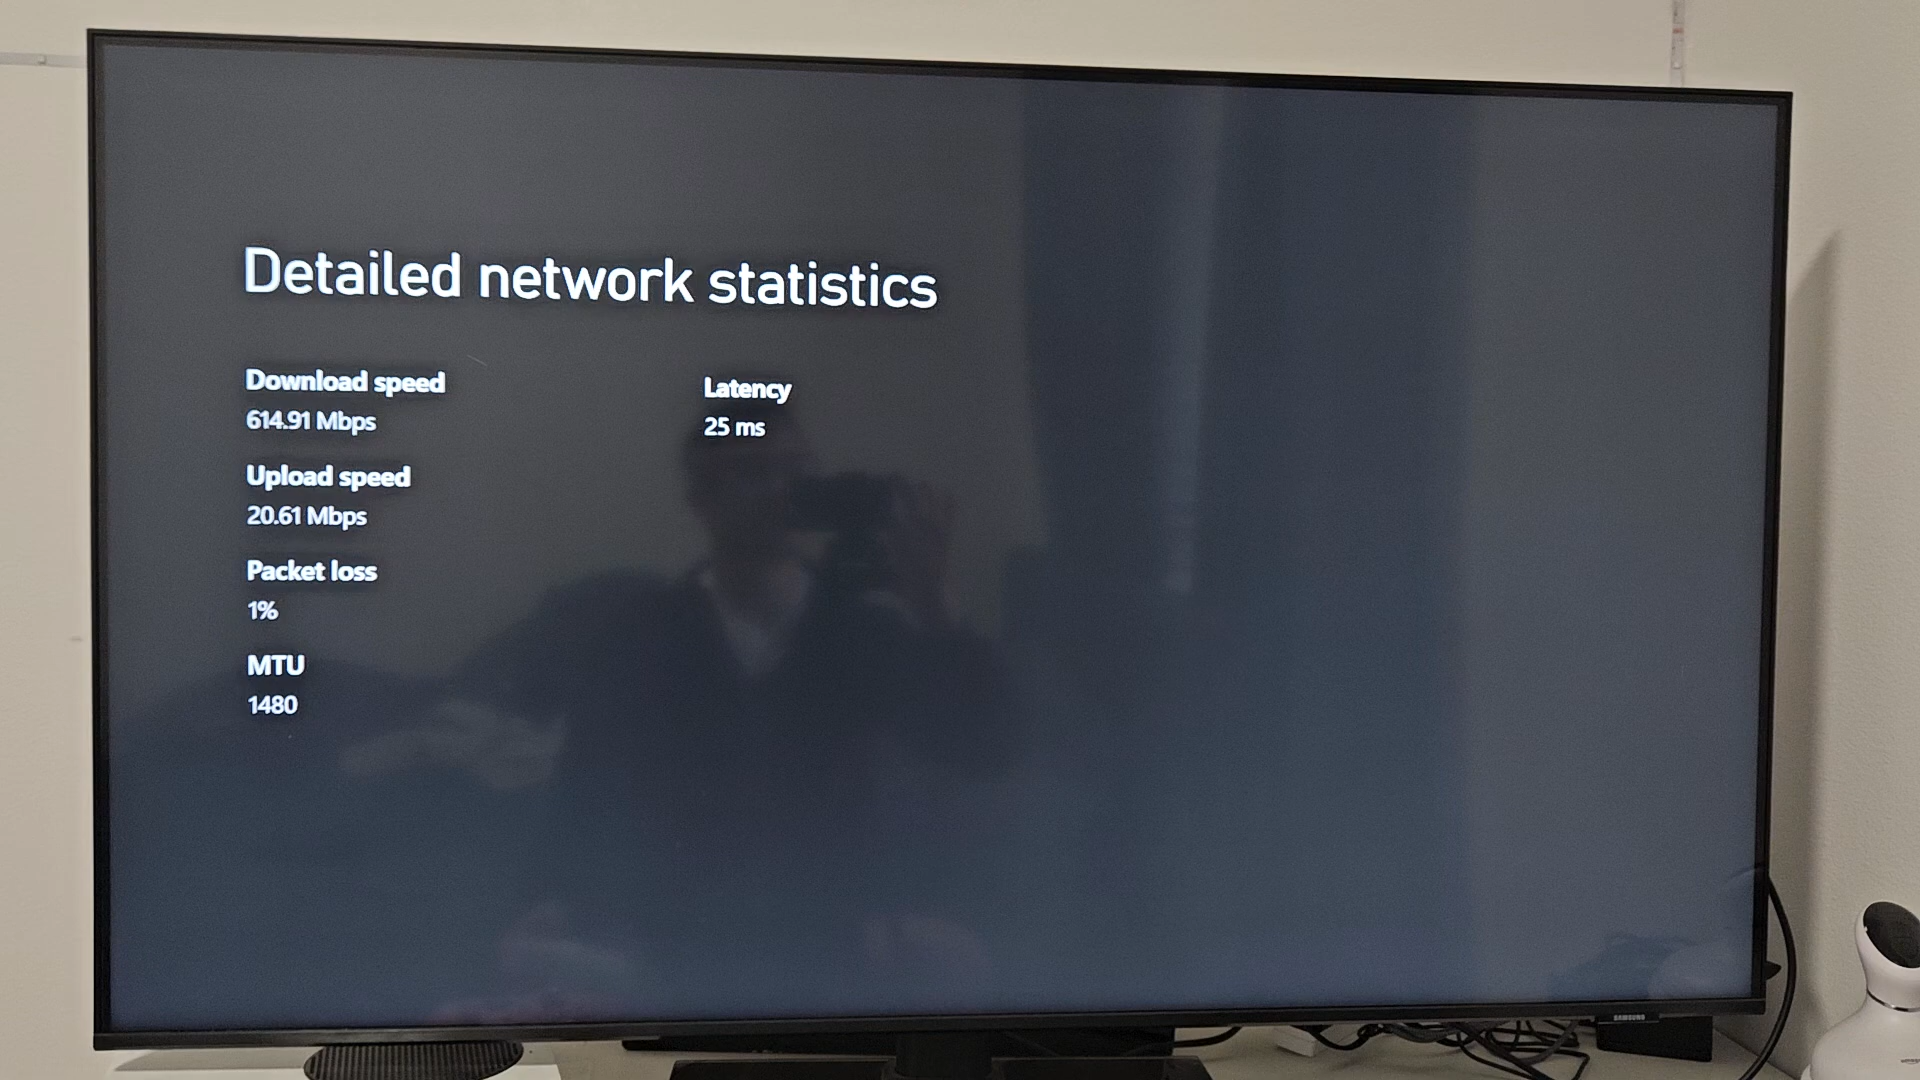 Detailed network statistics
Download speed
614.91 Mbps
Upload speed
20.61 Mbps
Packet loss
1%
MTU
1480
Latency
25 ms
SAMSUNG